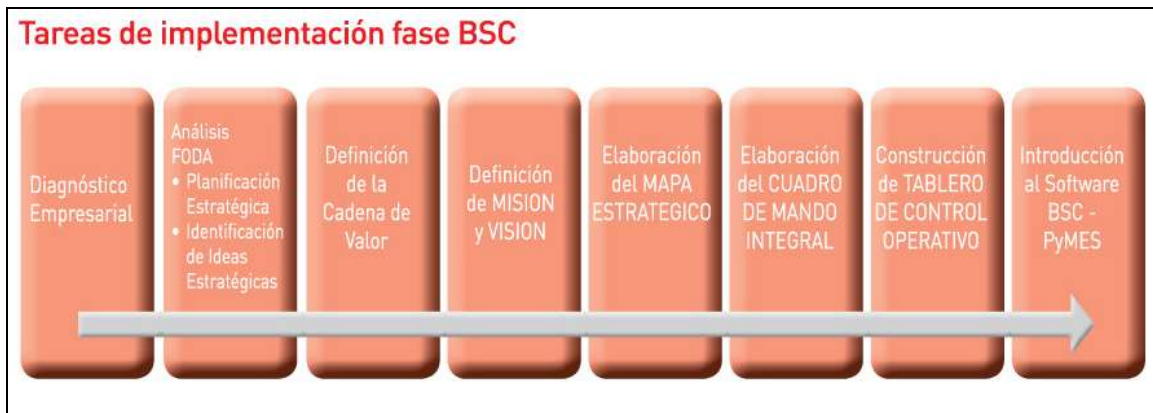 Tareas de implementación fase BSC
Diagnóstico
Empresarial
Análisis
FODA
• Planificación
Estratégica
• Identificación
de Ideas
Estratégicas
Definición
de la
Cadena de
Valor
Definición
de MISION
y VISION
Elaboración
del MAPA
ESTRATEGICO
Elaboración
del CUADRO
DE MANDO
INTEGRAL
Construcción
de TABLERO
DE CONTROL
OPERATIVO
Introducción
al Software
BSC -
PyMES